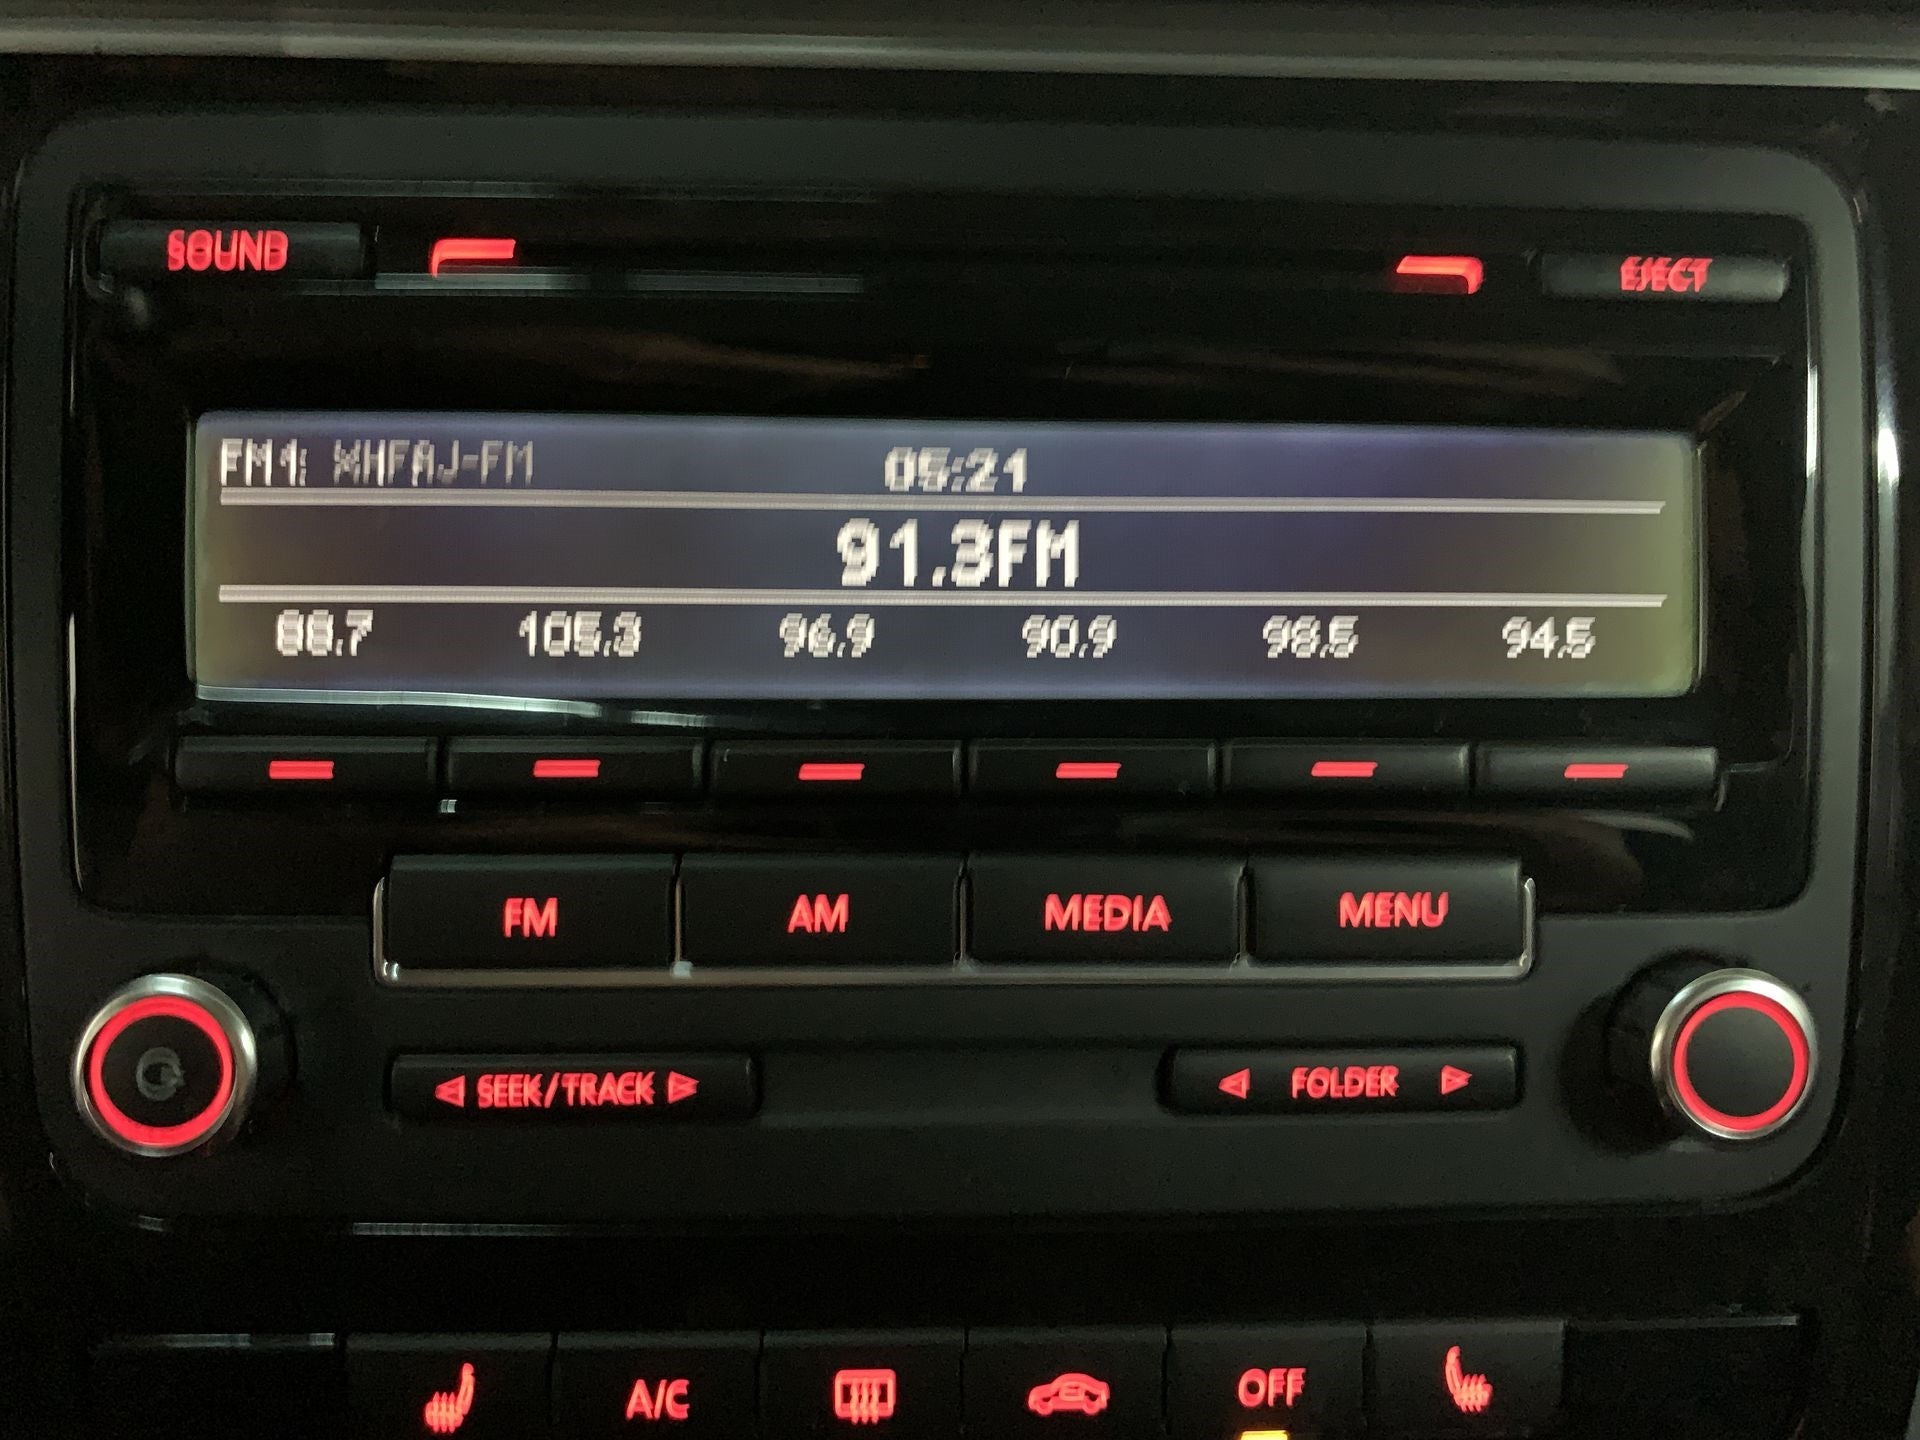 SOUND EJECT
FM1: XHFAJ-FM 05:21
91.3FM
88.7 105.3 96.9 90.9 98.5 94.5
FM AM MEDIA MENU
SEEK/TRACK FOLDER
A/C OFF